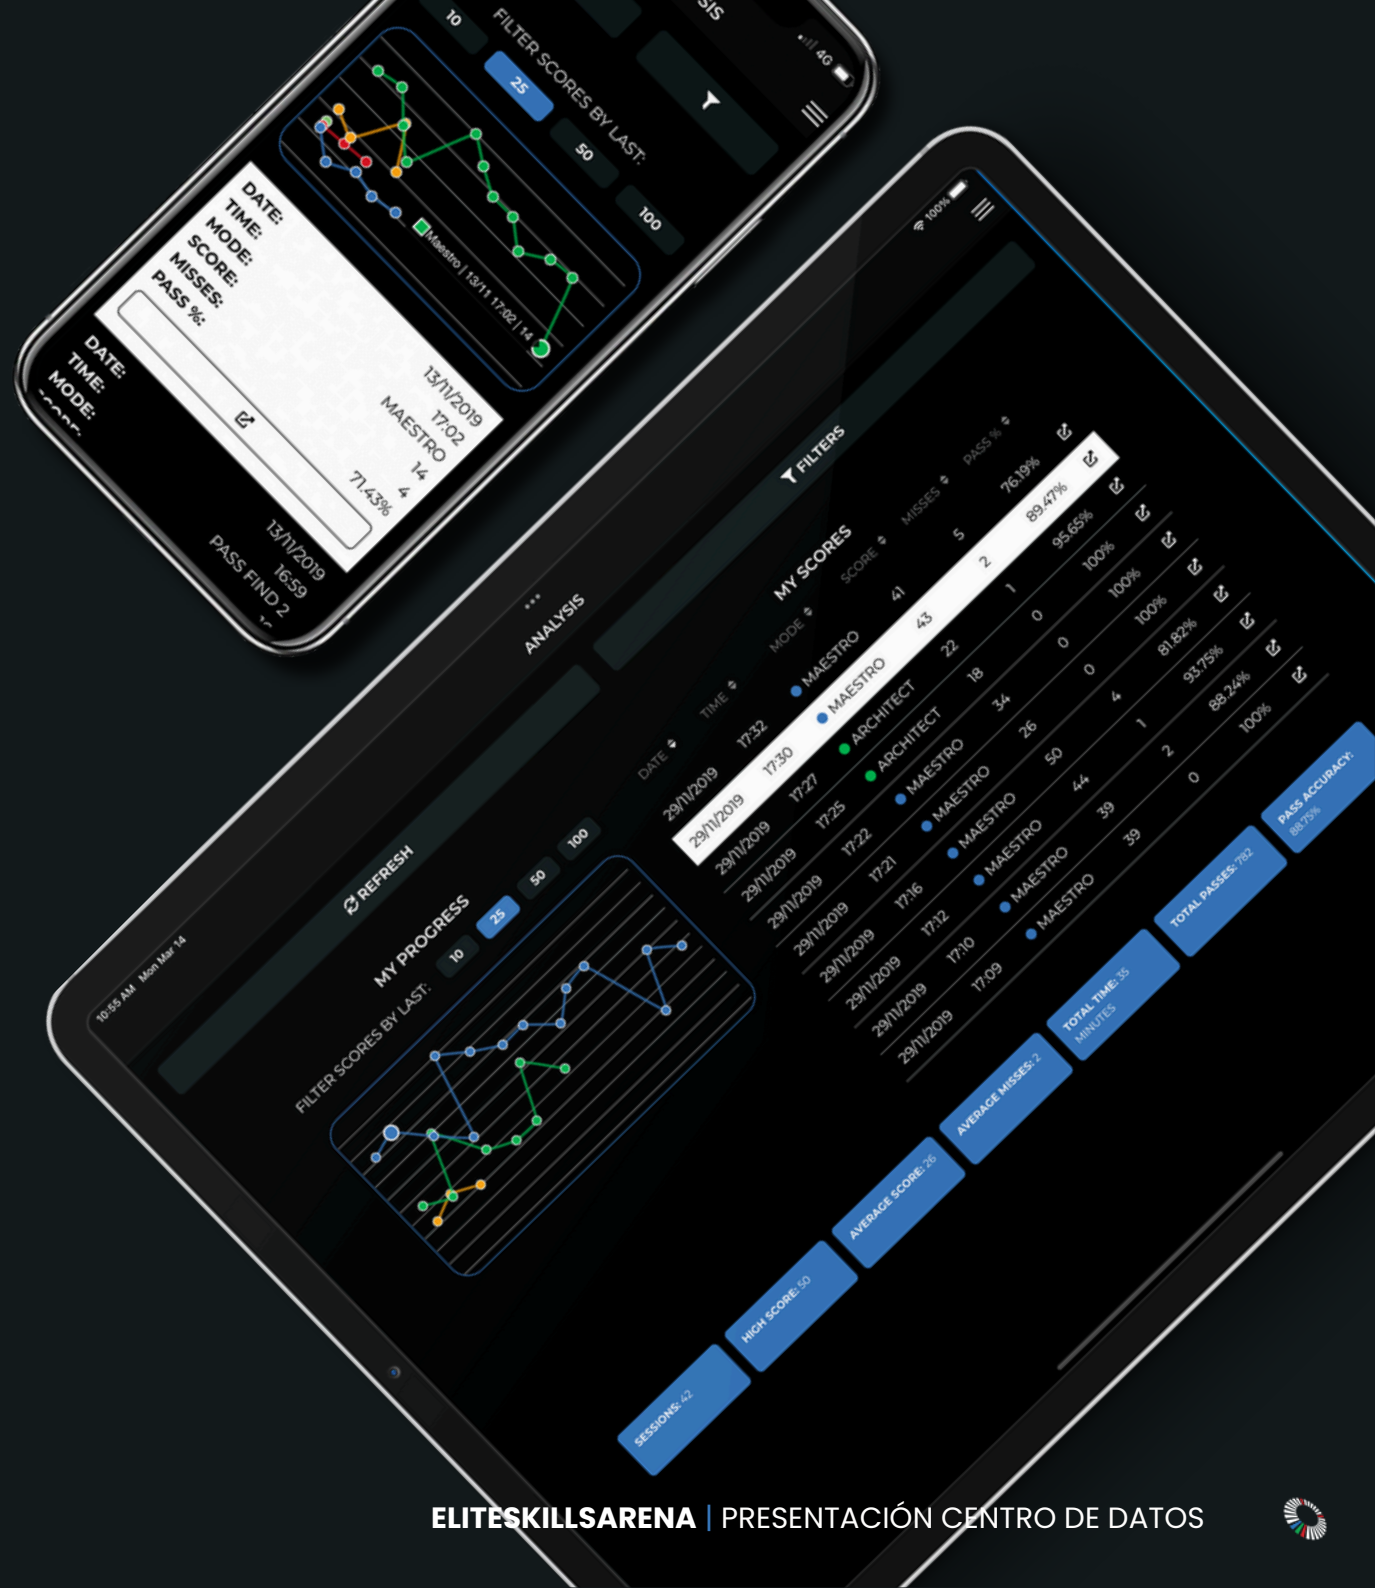 SIS
4G
FILTER SCORES BY LAST:
10
25
50
100
Maestro | 13/11 17:02 | 14
DATE: 13/11/2019
TIME: 17:02
MODE: MAESTRO
SCORE: 14
MISSES: 4
PASS %: 71.43%
DATE: 13/11/2019
TIME: 16:59
MODE: PASS FIND 2
10:55 AM Mon Mar 14
100%
ANALYSIS
REFRESH
FILTERS
MY PROGRESS
FILTER SCORES BY LAST:
10
25
50
100
MY SCORES
DATE TIME MODE SCORE MISSES PASS %
29/11/2019 17:32 MAESTRO 41 5 76.19%
29/11/2019 17:30 MAESTRO 43 2 89.47%
29/11/2019 17:27 ARCHITECT 22 1 95.65%
29/11/2019 17:25 ARCHITECT 18 0 100%
29/11/2019 17:22 MAESTRO 34 0 100%
29/11/2019 17:21 MAESTRO 26 0 100%
29/11/2019 17:16 MAESTRO 50 4 81.82%
29/11/2019 17:12 MAESTRO 44 1 93.75%
29/11/2019 17:10 MAESTRO 39 2 88.24%
29/11/2019 17:09 MAESTRO 39 0 100%
SESSIONS: 42
HIGH SCORE: 50
AVERAGE SCORE: 26
AVERAGE MISSES: 2
TOTAL TIME: 35
MINUTES
TOTAL PASSES: 782
PASS ACCURACY:
88.75%
ELITESKILLSARENA | PRESENTACIÓN CENTRO DE DATOS